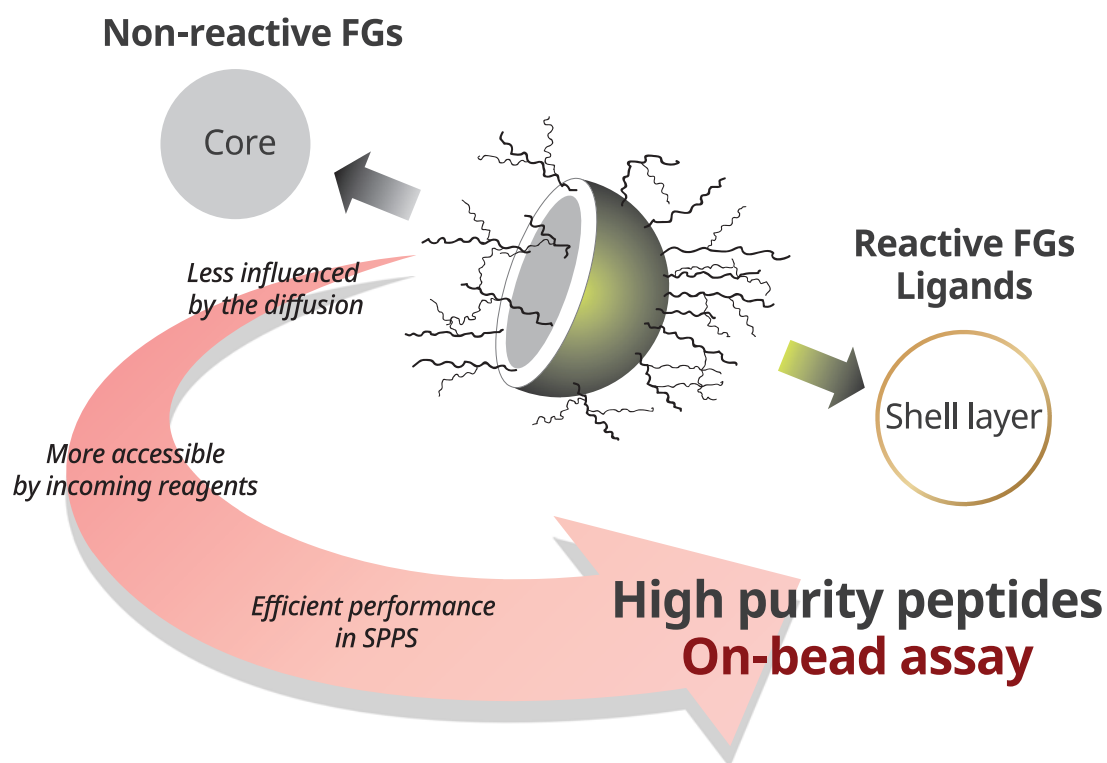 Non-reactive FGs
Core
Reactive FGs
Ligands
Shell layer
Less influenced
by the diffusion
More accessible
by incoming reagents
Efficient performance
in SPPS
High purity peptides
On-bead assay